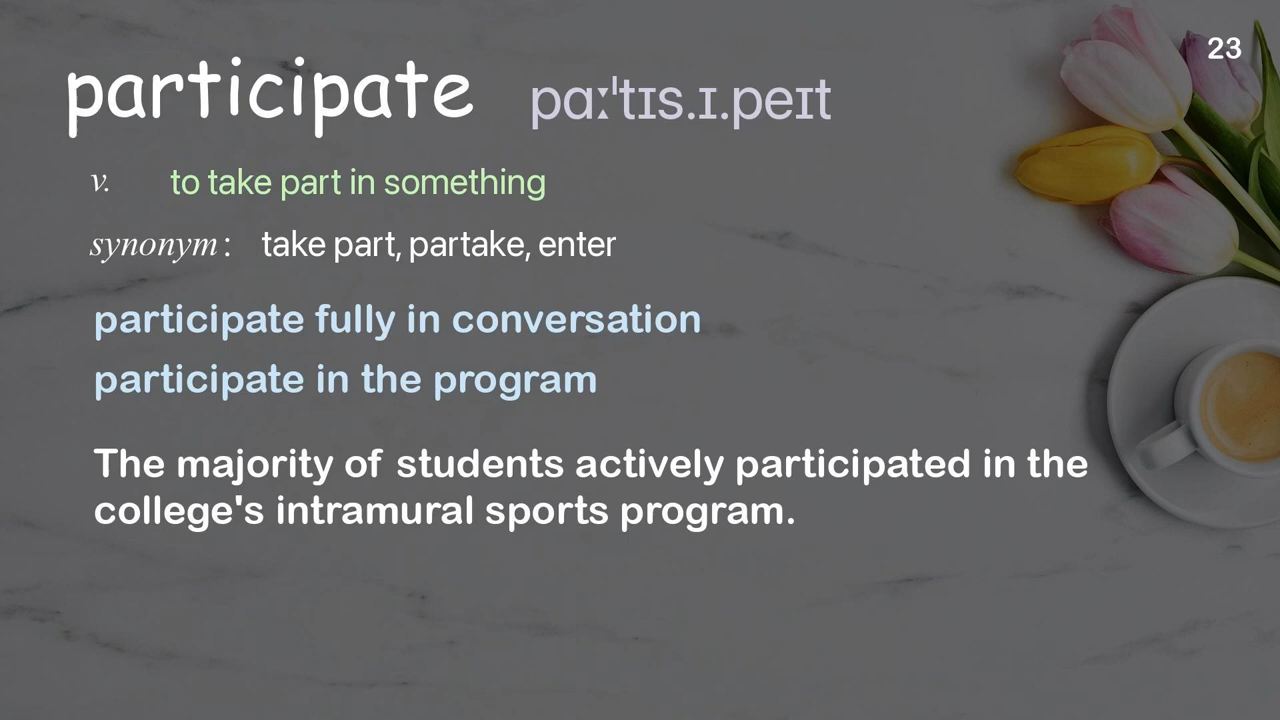 23
participate pɑːˈtɪs.ɪ.peɪt
v. to take part in something
synonym : take part, partake, enter
participate fully in conversation
participate in the program
The majority of students actively participated in the
college's intramural sports program.